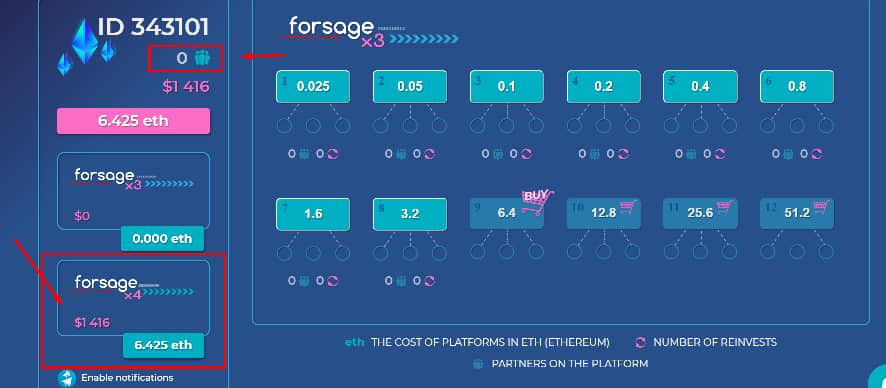 ID 343101
0
$1 416
6.425 eth
forsage
x3
$0
0.000 eth
forsage
x4
$1 416
6.425 eth
Enable notifications
forsage
x3
1 0.025
2 0.05
3 0.1
4 0.2
5 0.4
6 0.8
0 0
0 0
0 0
0 0
0 0
0 0
7 1.6
8 3.2
9 6.4 BUY
10 12.8
11 25.6
12 51.2
0 0
0 0
eth THE COST OF PLATFORMS IN ETH (ETHEREUM)
NUMBER OF REINVESTS
PARTNERS ON THE PLATFORM